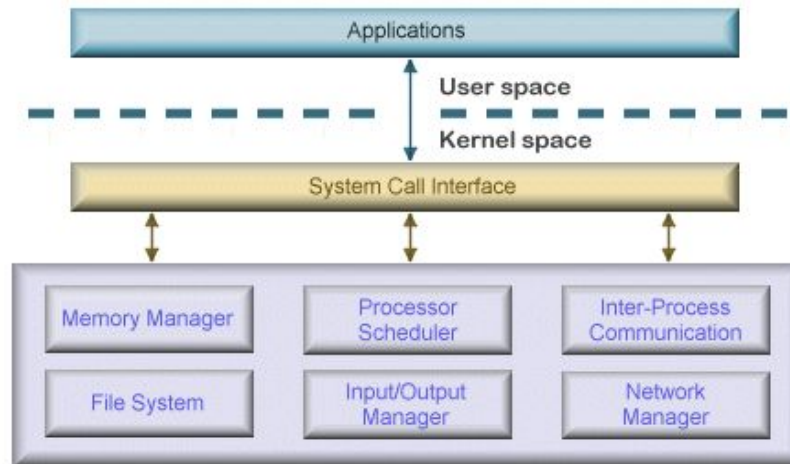 Applications
User space
Kernel space
System Call Interface
Memory Manager
Processor
Scheduler
Inter-Process
Communication
File System
Input/Output
Manager
Network
Manager